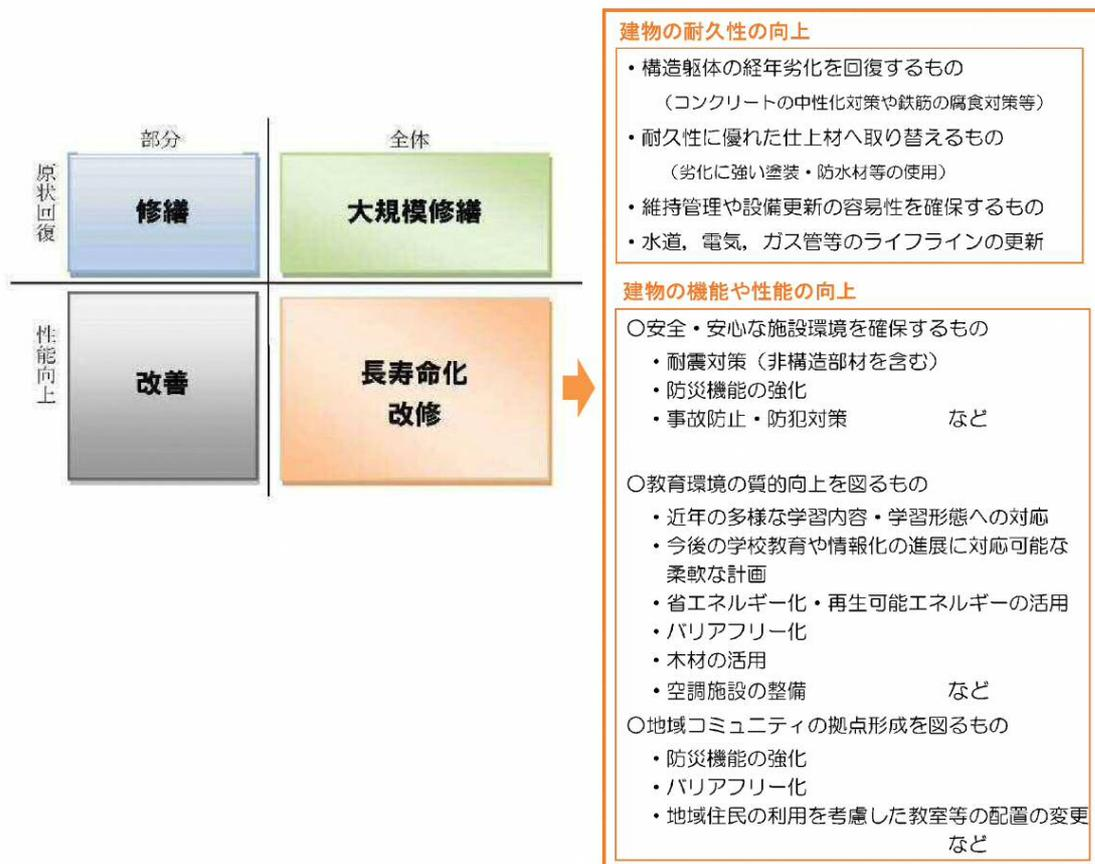 部分
全体
原状回復
修繕
大規模修繕
性能向上
改善
長寿命化
改修
建物の耐久性の向上
・構造躯体の経年劣化を回復するもの
(コンクリートの中性化対策や鉄筋の腐食対策等)
・耐久性に優れた仕上材へ取り替えるもの
(劣化に強い塗装・防水材等の使用)
・維持管理や設備更新の容易性を確保するもの
・水道，電気，ガス管等のライフラインの更新
建物の機能や性能の向上
○安全・安心な施設環境を確保するもの
・耐震対策（非構造部材を含む）
・防災機能の強化
・事故防止・防犯対策 など
○教育環境の質的向上を図るもの
・近年の多様な学習内容・学習形態への対応
・今後の学校教育や情報化の進展に対応可能な
柔軟な計画
・省エネルギー化・再生可能エネルギーの活用
・バリアフリー化
・木材の活用
・空調施設の整備 など
○地域コミュニティの拠点形成を図るもの
・防災機能の強化
・バリアフリー化
・地域住民の利用を考慮した教室等の配置の変更
など